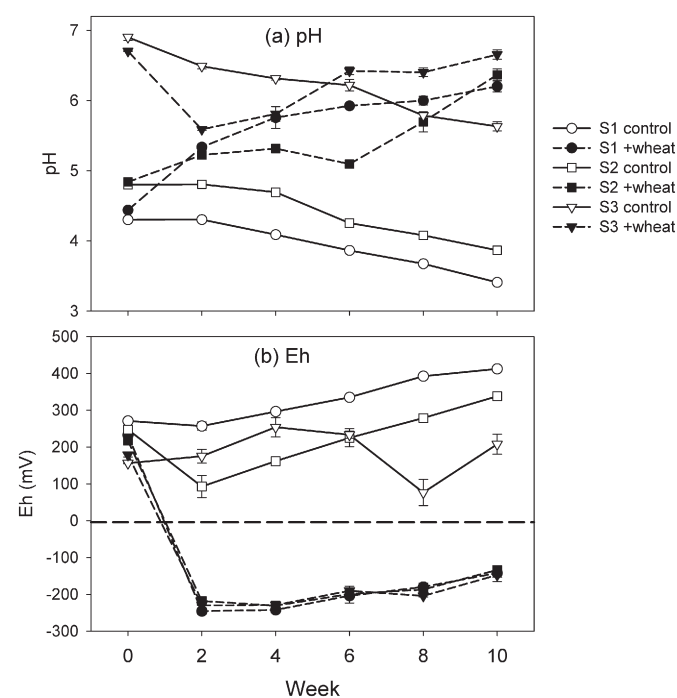 (a) pH
7
6
5
4
3
pH
S1 control
S1 +wheat
S2 control
S2 +wheat
S3 control
S3 +wheat
(b) Eh
500
400
300
200
100
0
-100
-200
-300
Eh (mV)
0 2 4 6 8 10
Week